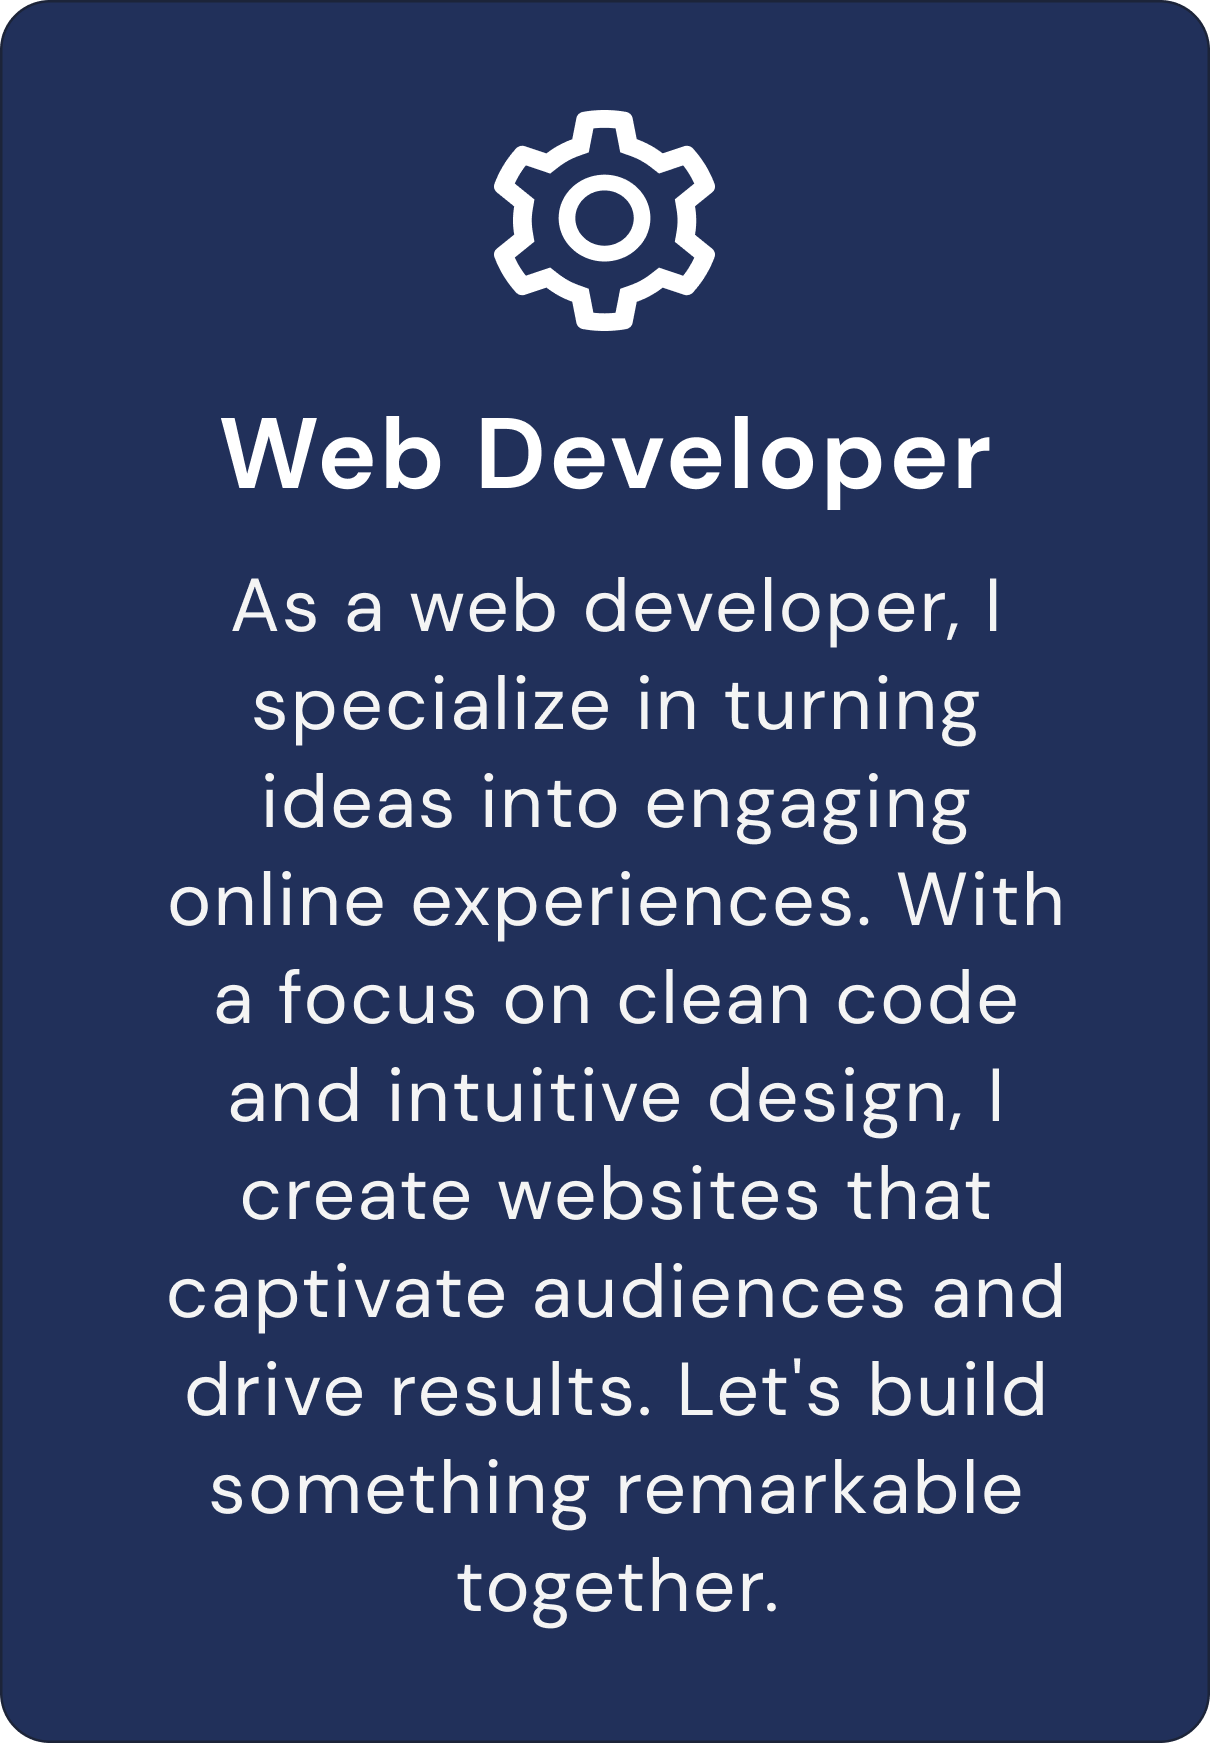 Web Developer
As a web developer, I
specialize in turning
ideas into engaging
online experiences. With
a focus on clean code
and intuitive design, I
create websites that
captivate audiences and
drive results. Let's build
something remarkable
together.